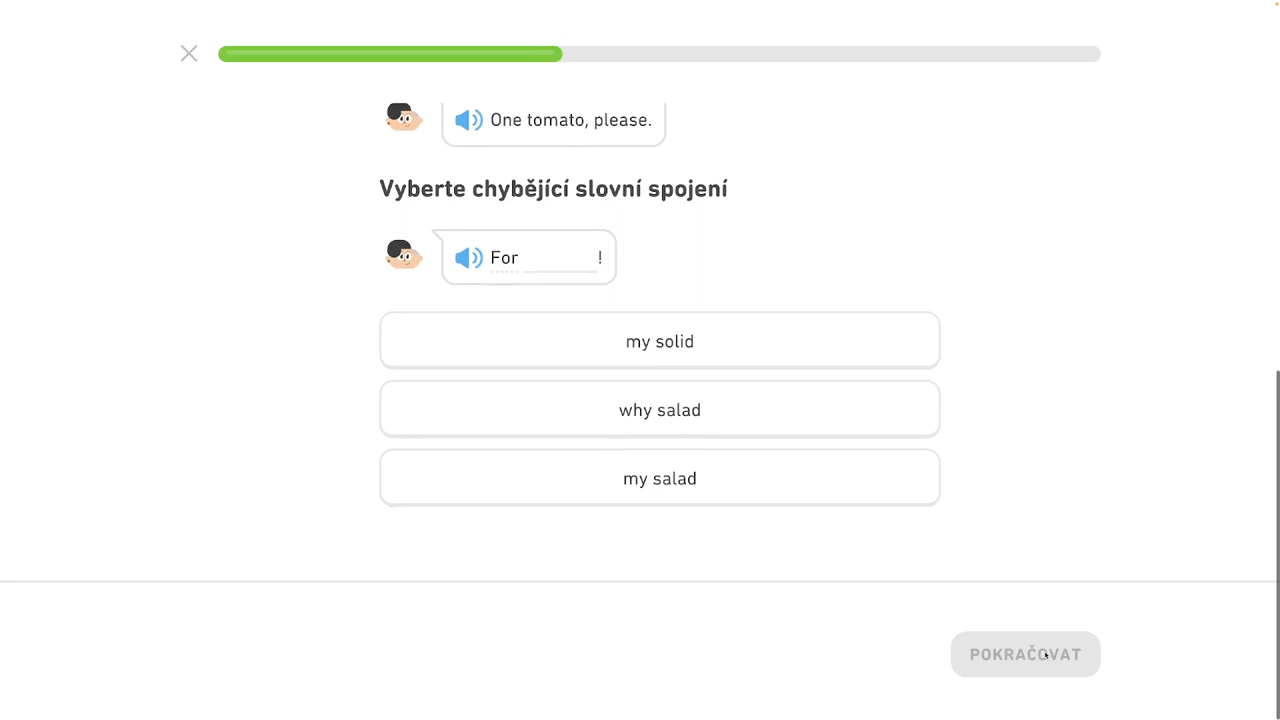 One tomato, please.
Vyberte chybějící slovní spojení
For !
my solid
why salad
my salad
POKRAČOVAT